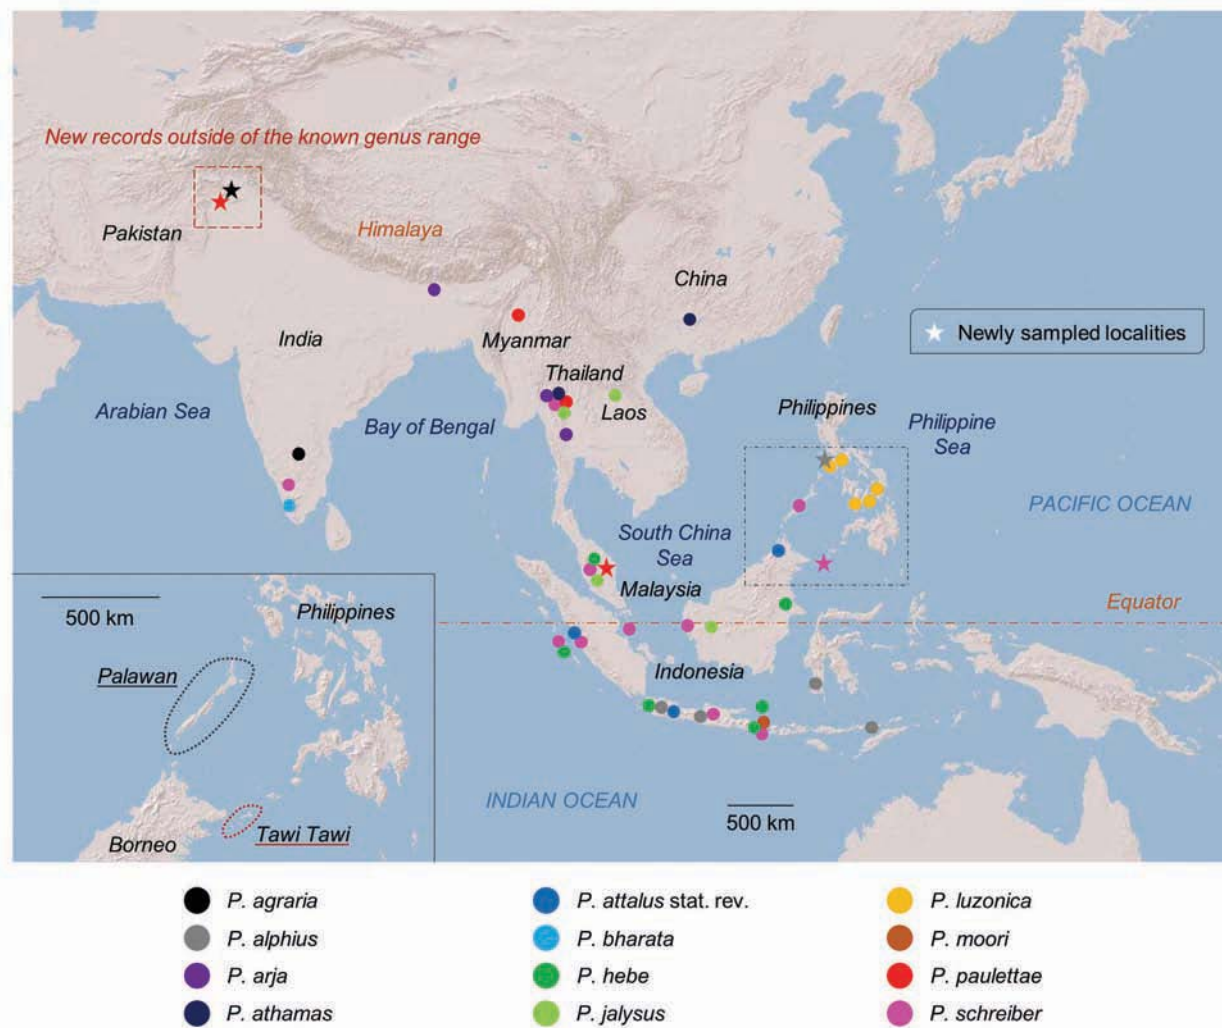 New records outside of the known genus range
Pakistan
Himalaya
China
India
Myanmar
Newly sampled localities
Thailand
Laos
Arabian Sea
Bay of Bengal
Philippines
Philippine
Sea
PACIFIC OCEAN
South China
Sea
Malaysia
Equator
Indonesia
INDIAN OCEAN
500 km
500 km
Philippines
Palawan
Borneo
Tawi Tawi
P. agraria
P. alphius
P. arja
P. athamas
P. attalus stat. rev.
P. bharata
P. hebe
P. jalysus
P. luzonica
P. moori
P. paulettae
P. schreiber